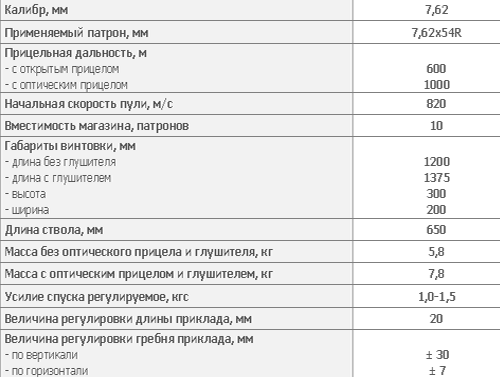 Калибр, мм 7,62
Применяемый патрон, мм 7,62х54R
Прицельная дальность, м
- с открытым прицелом 600
- с оптическим прицелом 1000
Начальная скорость пули, м/с 820
Вместимость магазина, патронов 10
Габариты винтовки, мм
- длина без глушителя 1200
- длина с глушителем 1375
- высота 300
- ширина 200
Длина ствола, мм 650
Масса без оптического прицела и глушителя, кг 5,8
Масса с оптическим прицелом и глушителем, кг 7,8
Усилие спуска регулируемое, кгс 1,0-1,5
Величина регулировки длины приклада, мм 20
Величина регулировки гребня приклада, мм
- по вертикали ± 30
- по горизонтали ± 7